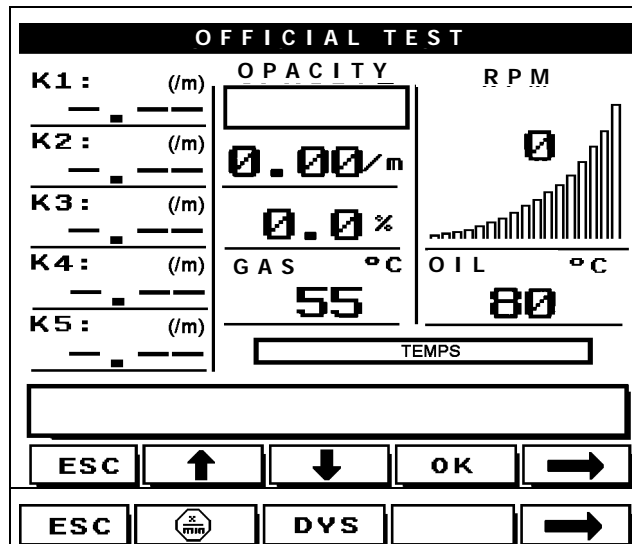 OFFICIAL TEST
K1: (/m)
-.--
K2: (/m)
-.--
K3: (/m)
-.--
K4: (/m)
-.--
K5: (/m)
-.--
OPACITY
0.00/m
0.0%
GAS °C
55
RPM
0
OIL °C
80
TEMPS
ESC ↑ ↓ OK →
ESC x/min DYS →